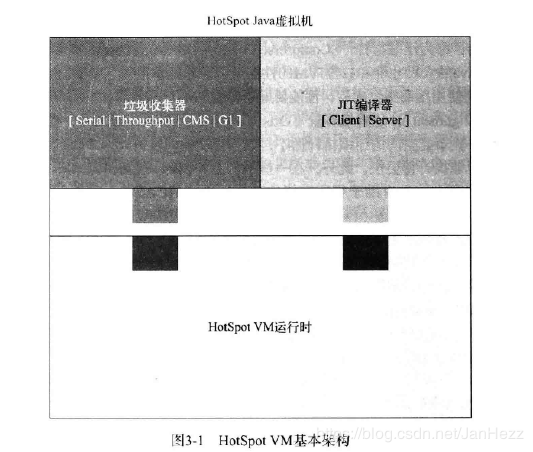 HotSpot Java虚拟机
垃圾收集器
[ Serial | Throughput | CMS | G1 ]
JIT编译器
[ Client | Server ]
HotSpot VM运行时
图3-1 HotSpot VM基本架构
https://blog.csdn.net/JanHezz